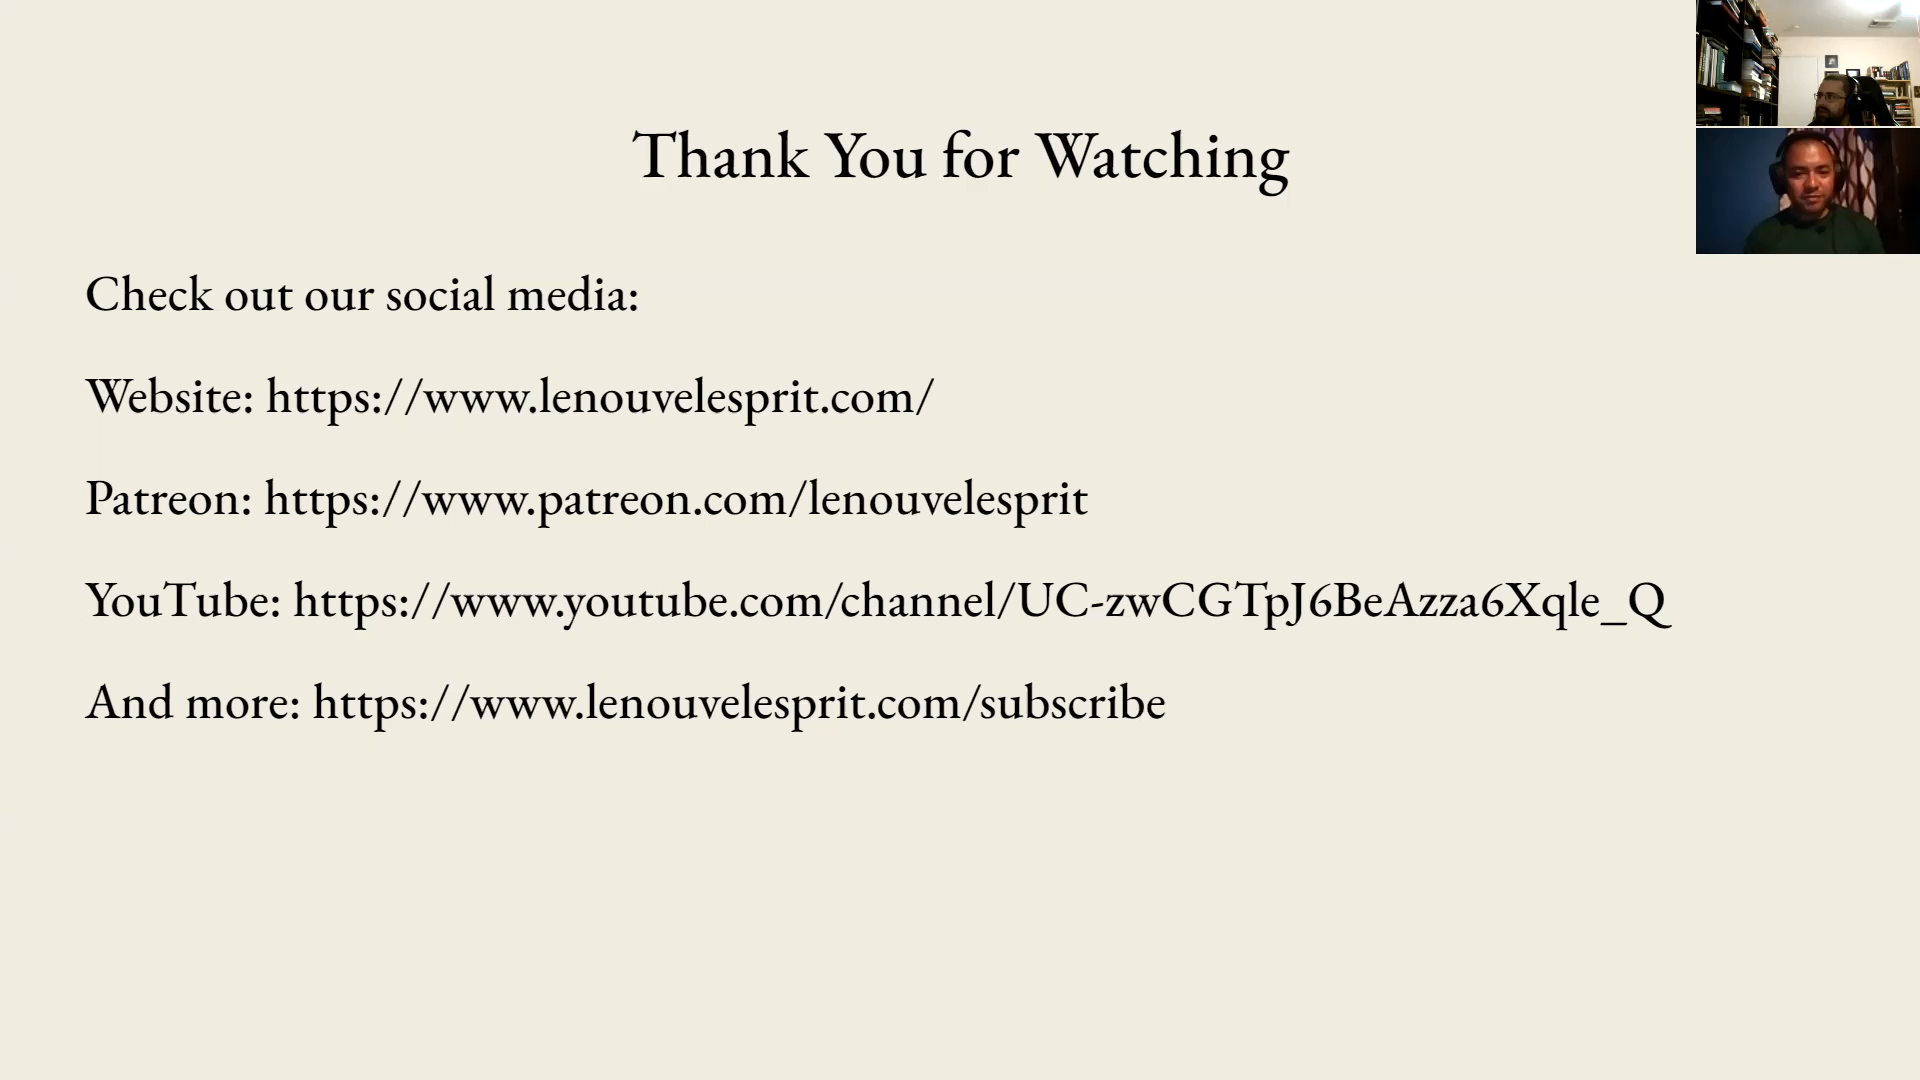 Thank You for Watching
Check out our social media:
Website: https://www.lenouvelesprit.com/
Patreon: https://www.patreon.com/lenouvelesprit
YouTube: https://www.youtube.com/channel/UC-zwCGTpJ6BeAzza6Xqle_Q
And more: https://www.lenouvelesprit.com/subscribe